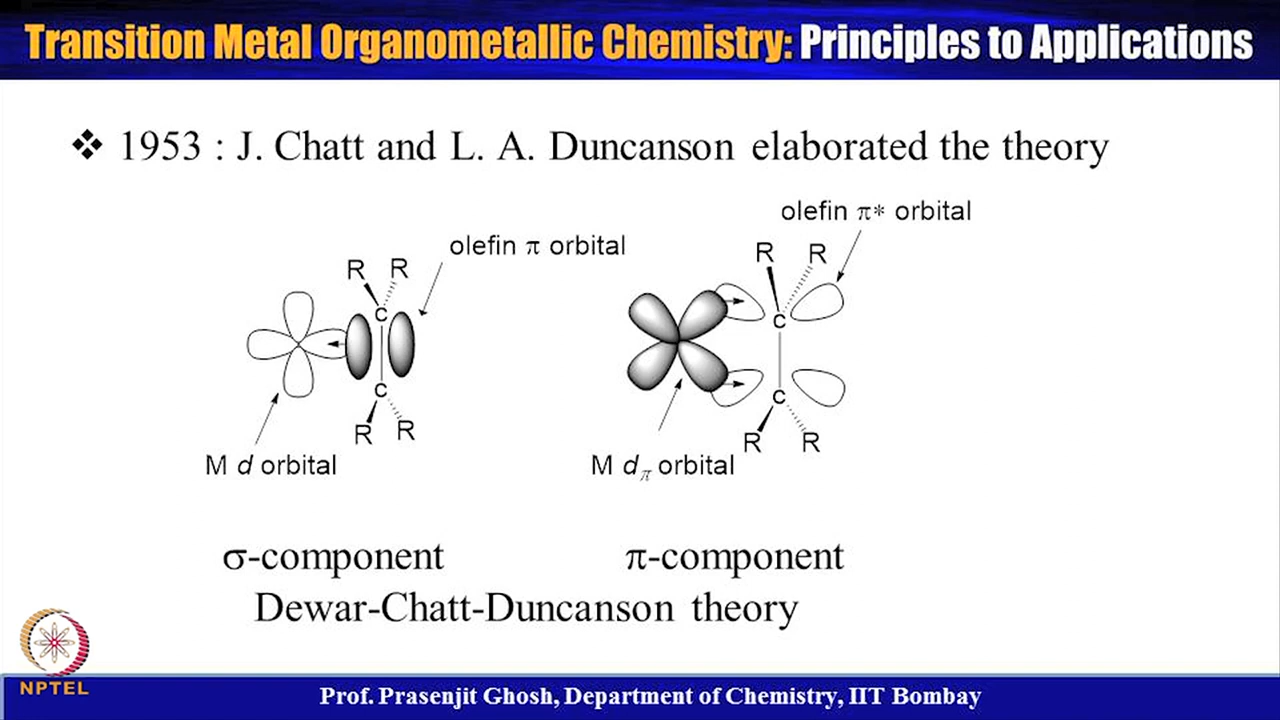 Transition Metal Organometallic Chemistry: Principles to Applications
❖ 1953 : J. Chatt and L. A. Duncanson elaborated the theory
olefin π* orbital
olefin π orbital
R R
R R
C
C
C
C
R R
R R
M d orbital
M dπ orbital
σ-component
π-component
Dewar-Chatt-Duncanson theory
NPTEL
Prof. Prasenjit Ghosh, Department of Chemistry, IIT Bombay